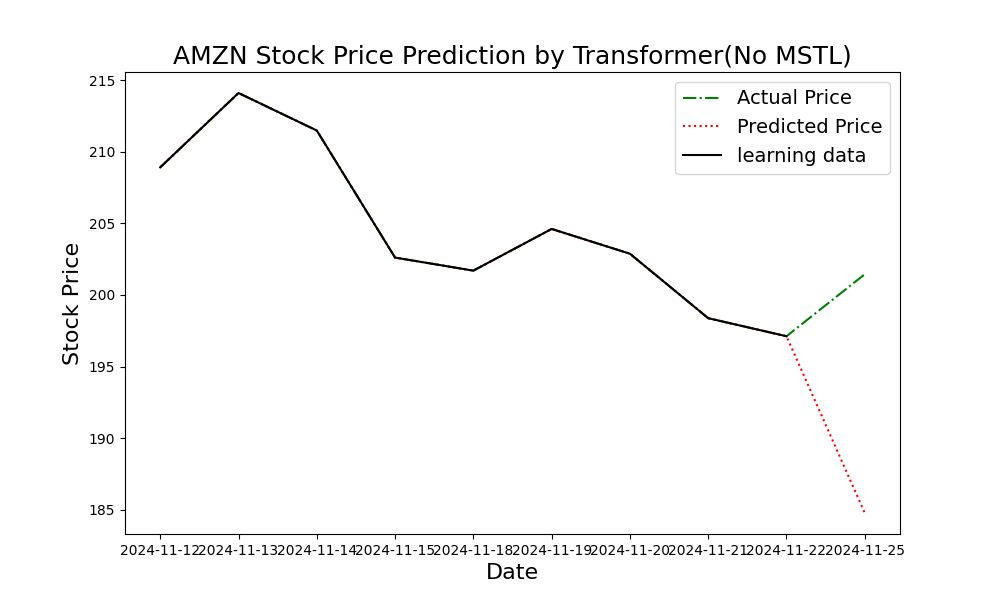 AMZN Stock Price Prediction by Transformer(No MSTL)
Actual Price
Predicted Price
learning data
215
210
205
200
195
190
185
Stock Price
2024-11-12 2024-11-13 2024-11-14 2024-11-15 2024-11-18 2024-11-19 2024-11-20 2024-11-21 2024-11-22 2024-11-25
Date